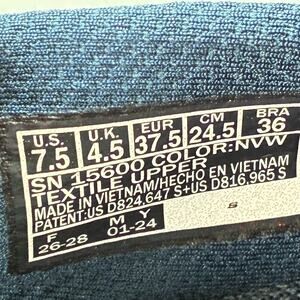 U.S. U.K. EUR CM BRA
7.5 4.5 37.5 24.5 36
SN 15600 COLOR:NVW
TEXTILE UPPER
MADE IN VIETNAM/HECHO EN VIETNAM
PATENT:US D824,647 S+US D816,965 S
F M Y S
26-28 01-24